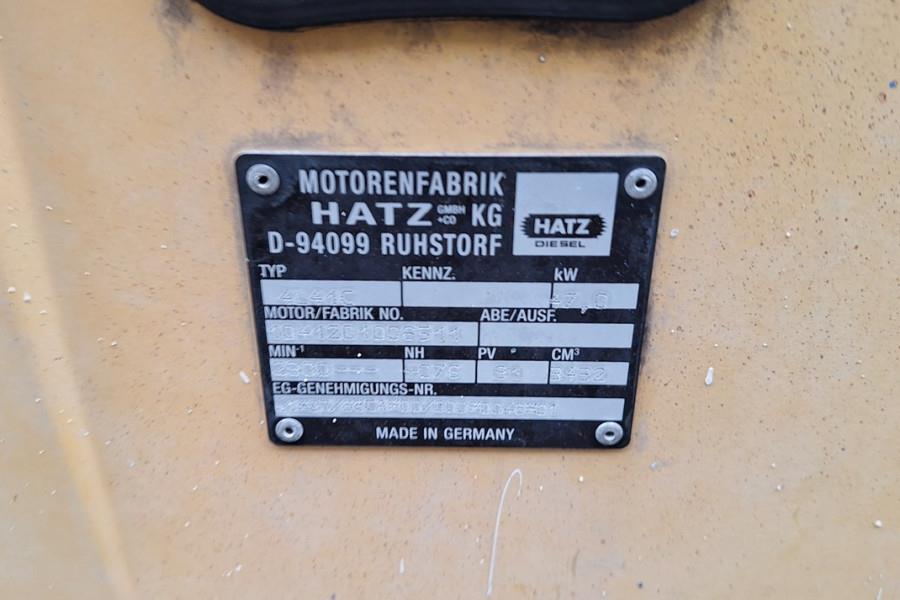 MOTORENFABRIK
HATZ GMBH +CO KG
D-94099 RUHSTORF
HATZ
DIESEL
TYP KENNZ. kW
4L41C 47,0
MOTOR/FABRIK NO. ABE/AUSF.
MIN⁻¹ NH PV CM³
3432
EG-GENEHMIGUNGS-NR.
MADE IN GERMANY